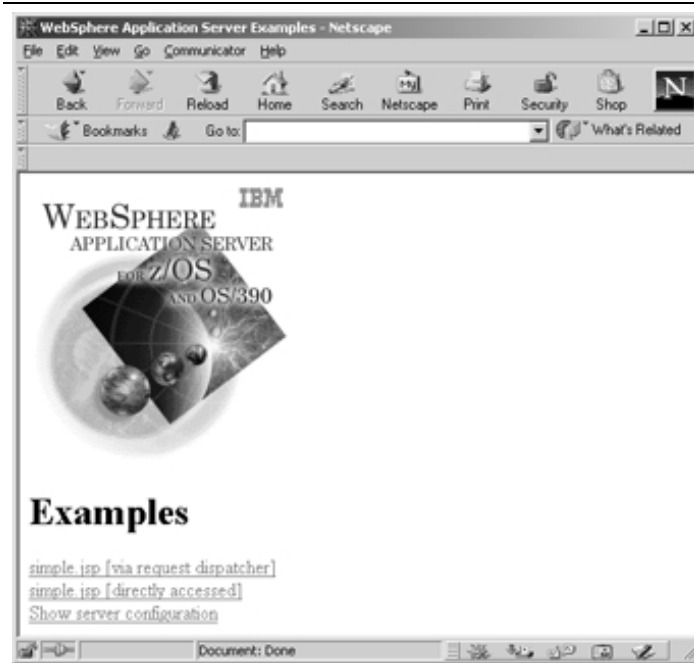 WebSphere Application Server Examples - Netscape
File Edit View Go Communicator Help
Back Forward Reload Home Search Netscape Print Security Shop
My
N
Bookmarks Go to: What's Related
IBM
WEBSPHERE
APPLICATION SERVER
FOR Z/OS
AND OS/390
Examples
simple.jsp [via request dispatcher]
simple.jsp [directly accessed]
Show server configuration
Document: Done